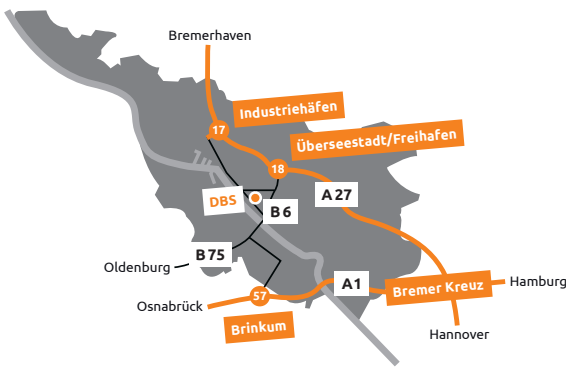 Bremerhaven
Industriehäfen
17
Überseestadt/Freihafen
18
A 27
DBS
B 6
B 75
Oldenburg
A 1
Hamburg
Bremer Kreuz
57
Osnabrück
Brinkum
Hannover